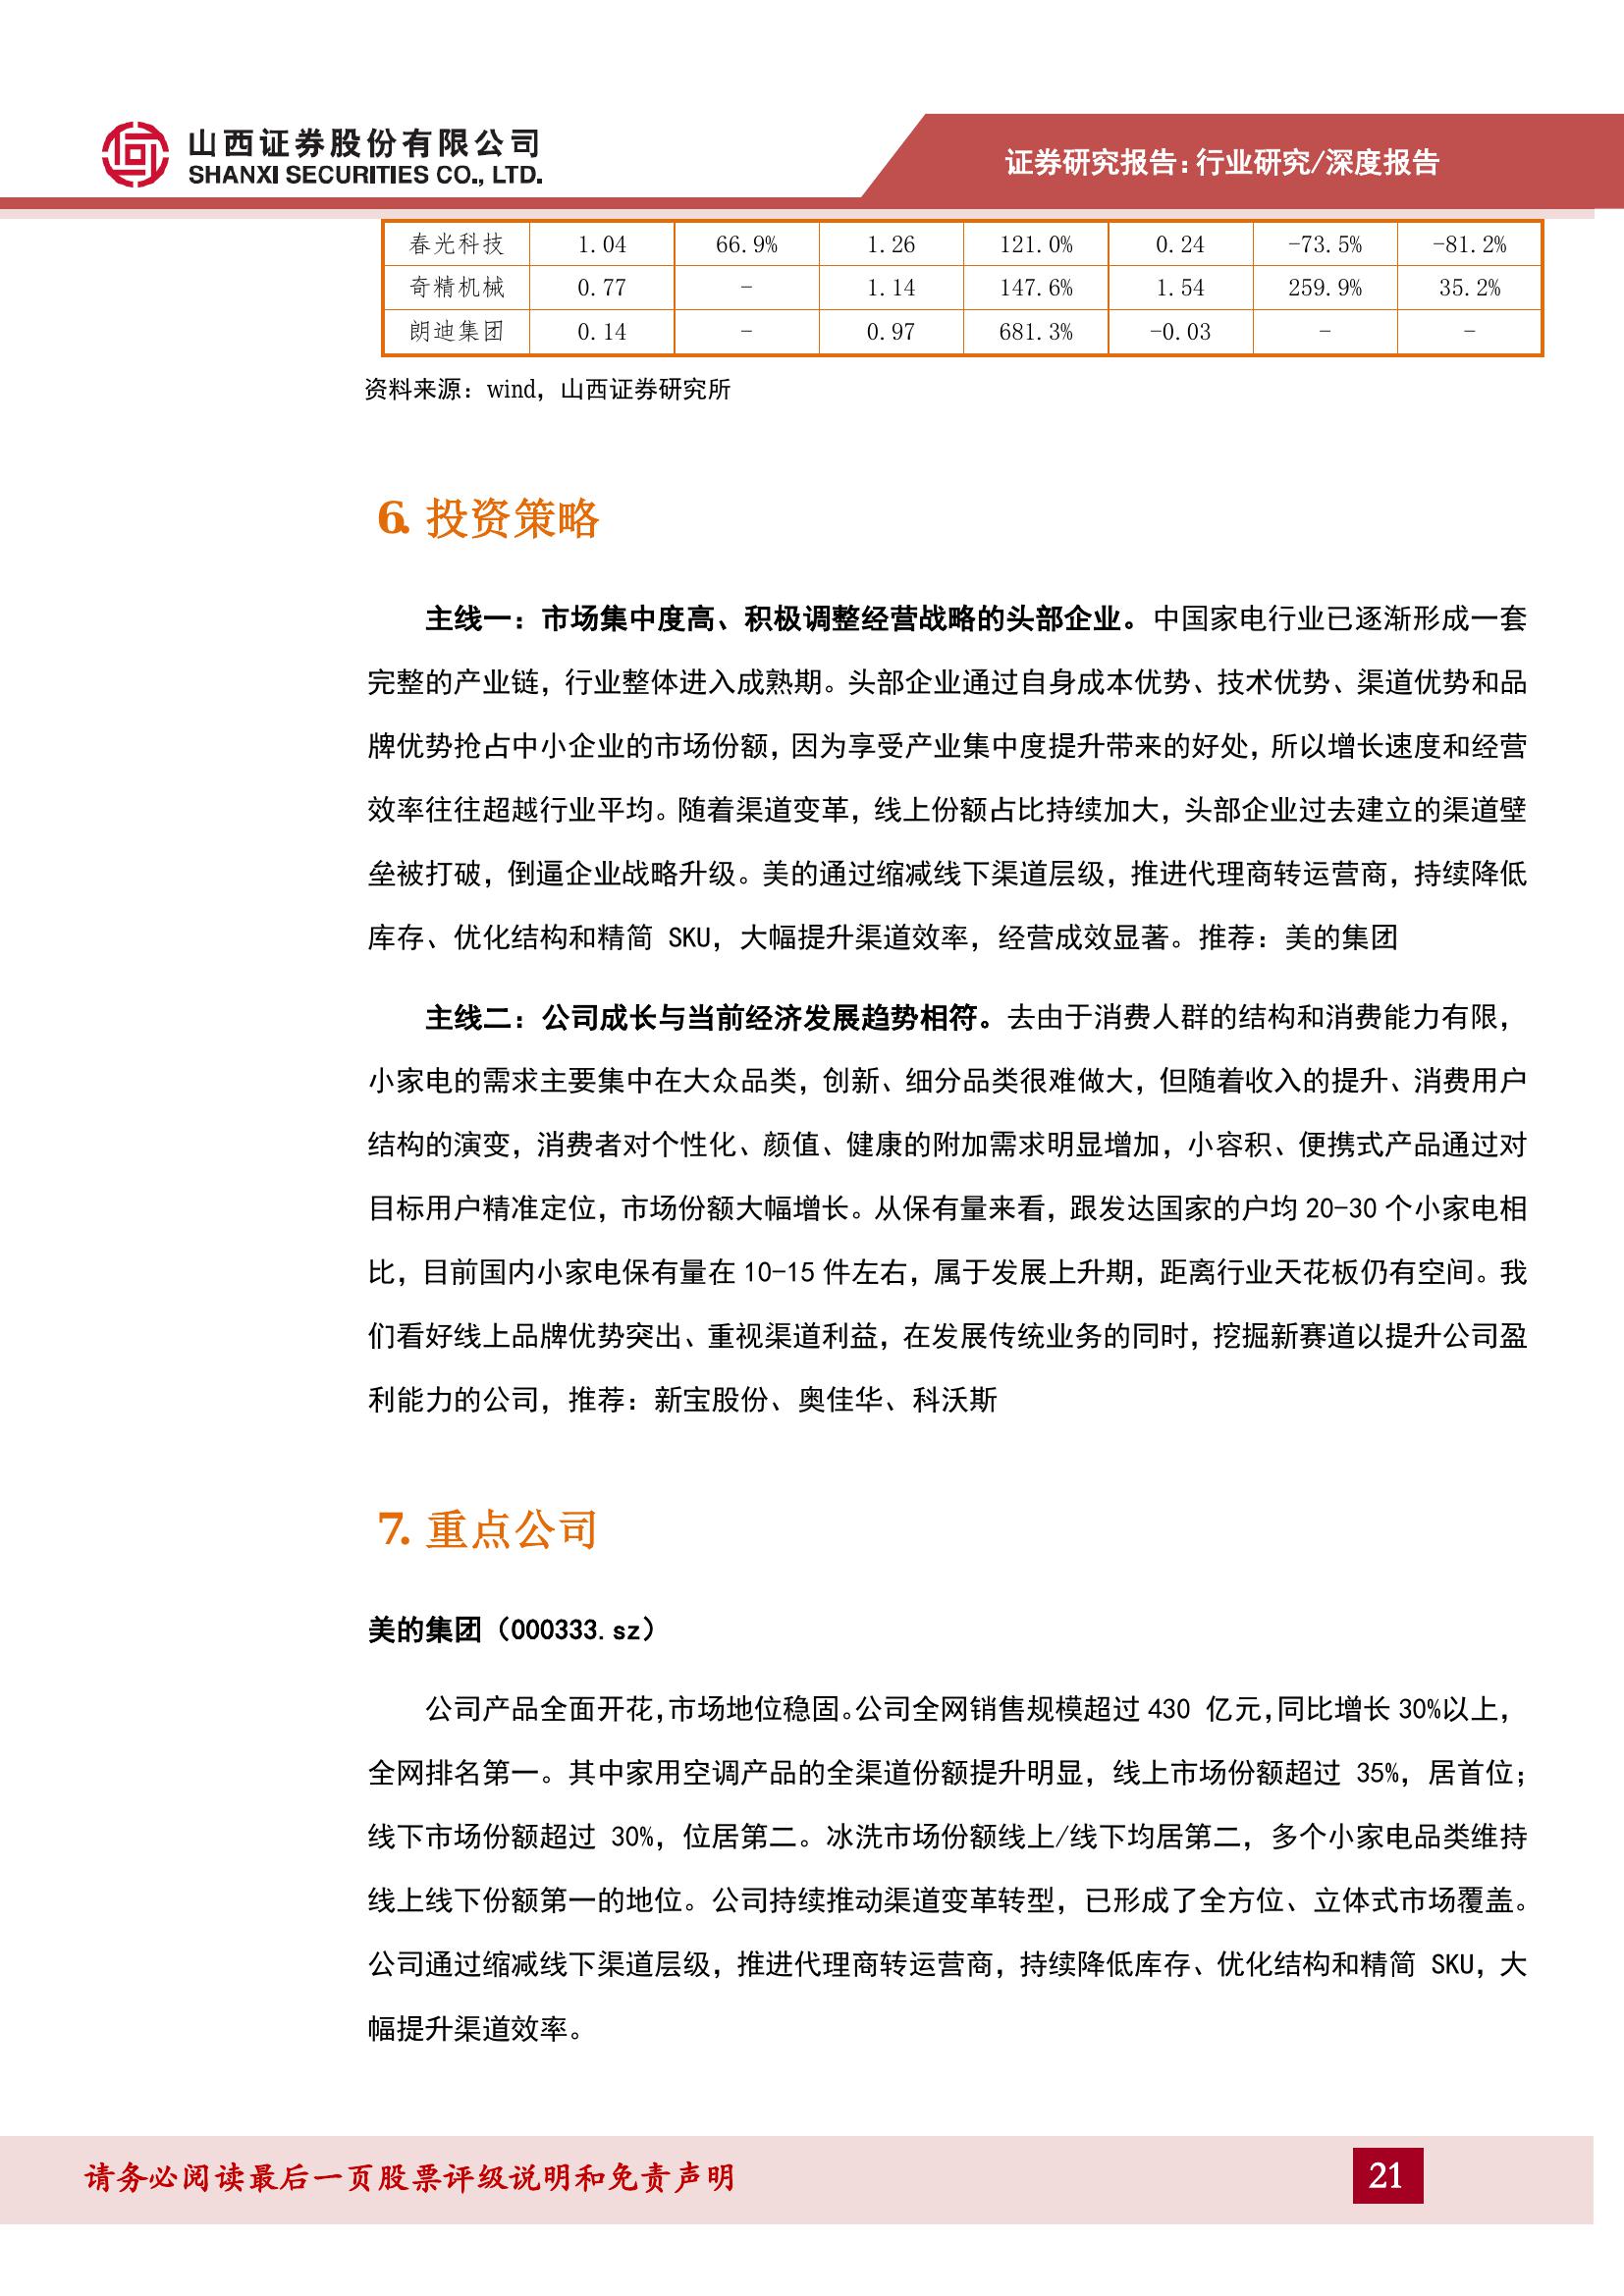 山西证券股份有限公司
SHANXI SECURITIES CO., LTD.
证券研究报告：行业研究/深度报告
春光科技 1.04 66.9% 1.26 121.0% 0.24 -73.5% -81.2%
奇精机械 0.77 - 1.14 147.6% 1.54 259.9% 35.2%
朗迪集团 0.14 - 0.97 681.3% -0.03 - -
资料来源：wind，山西证券研究所
6. 投资策略
主线一：市场集中度高、积极调整经营战略的头部企业。中国家电行业已逐渐形成一套
完整的产业链，行业整体进入成熟期。头部企业通过自身成本优势、技术优势、渠道优势和品
牌优势抢占中小企业的市场份额，因为享受产业集中度提升带来的好处，所以增长速度和经营
效率往往超越行业平均。随着渠道变革，线上份额占比持续加大，头部企业过去建立的渠道壁
垒被打破，倒逼企业战略升级。美的通过缩减线下渠道层级，推进代理商转运营商，持续降低
库存、优化结构和精简 SKU，大幅提升渠道效率，经营成效显著。推荐：美的集团
主线二：公司成长与当前经济发展趋势相符。去由于消费人群的结构和消费能力有限，
小家电的需求主要集中在大众品类，创新、细分品类很难做大，但随着收入的提升、消费用户
结构的演变，消费者对个性化、颜值、健康的附加需求明显增加，小容积、便携式产品通过对
目标用户精准定位，市场份额大幅增长。从保有量来看，跟发达国家的户均 20-30 个小家电相
比，目前国内小家电保有量在 10-15 件左右，属于发展上升期，距离行业天花板仍有空间。我
们看好线上品牌优势突出、重视渠道利益，在发展传统业务的同时，挖掘新赛道以提升公司盈
利能力的公司，推荐：新宝股份、奥佳华、科沃斯
7. 重点公司
美的集团（000333.sz）
公司产品全面开花，市场地位稳固。公司全网销售规模超过 430 亿元，同比增长 30%以上，
全网排名第一。其中家用空调产品的全渠道份额提升明显，线上市场份额超过 35%，居首位；
线下市场份额超过 30%，位居第二。冰洗市场份额线上/线下均居第二，多个小家电品类维持
线上线下份额第一的地位。公司持续推动渠道变革转型，已形成了全方位、立体式市场覆盖。
公司通过缩减线下渠道层级，推进代理商转运营商，持续降低库存、优化结构和精简 SKU，大
幅提升渠道效率。
请务必阅读最后一页股票评级说明和免责声明
21